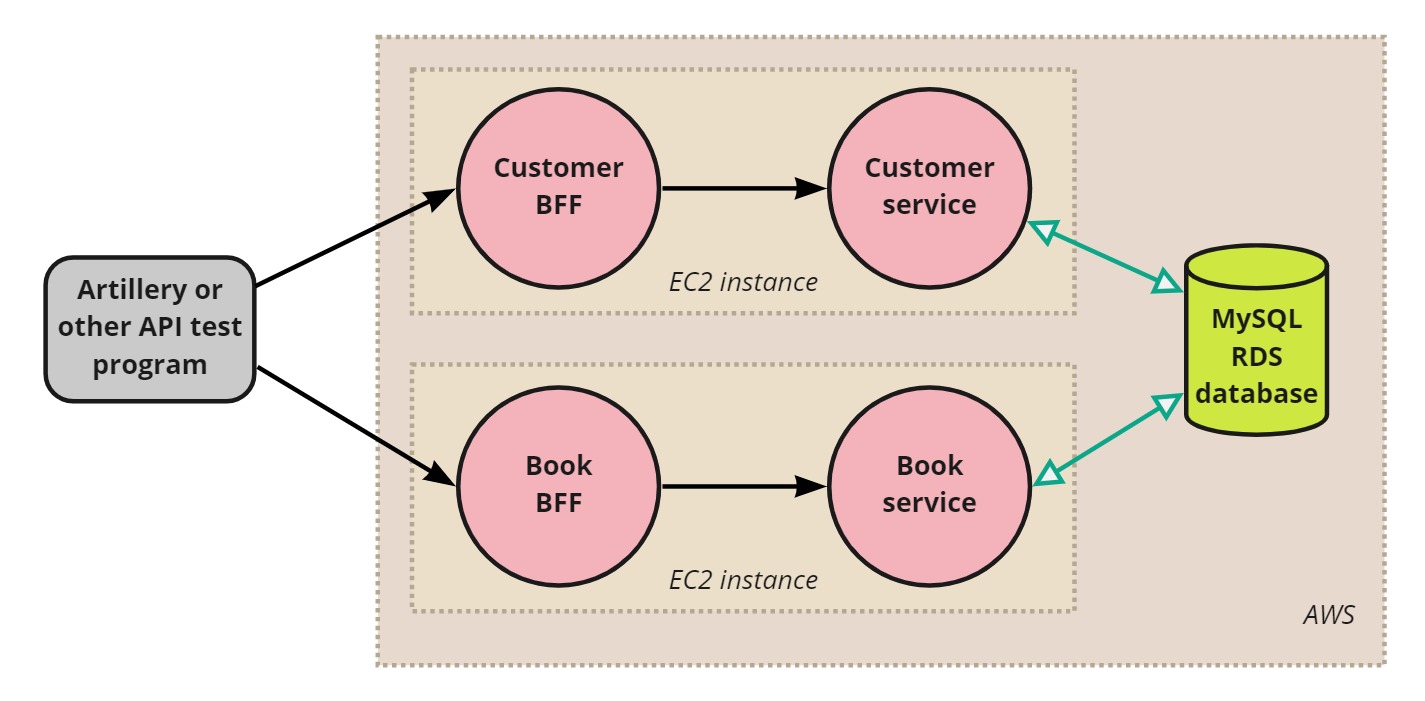 Artillery or
other API test
program
Customer
BFF
Customer
service
EC2 instance
Book
BFF
Book
service
EC2 instance
MySQL
RDS
database
AWS